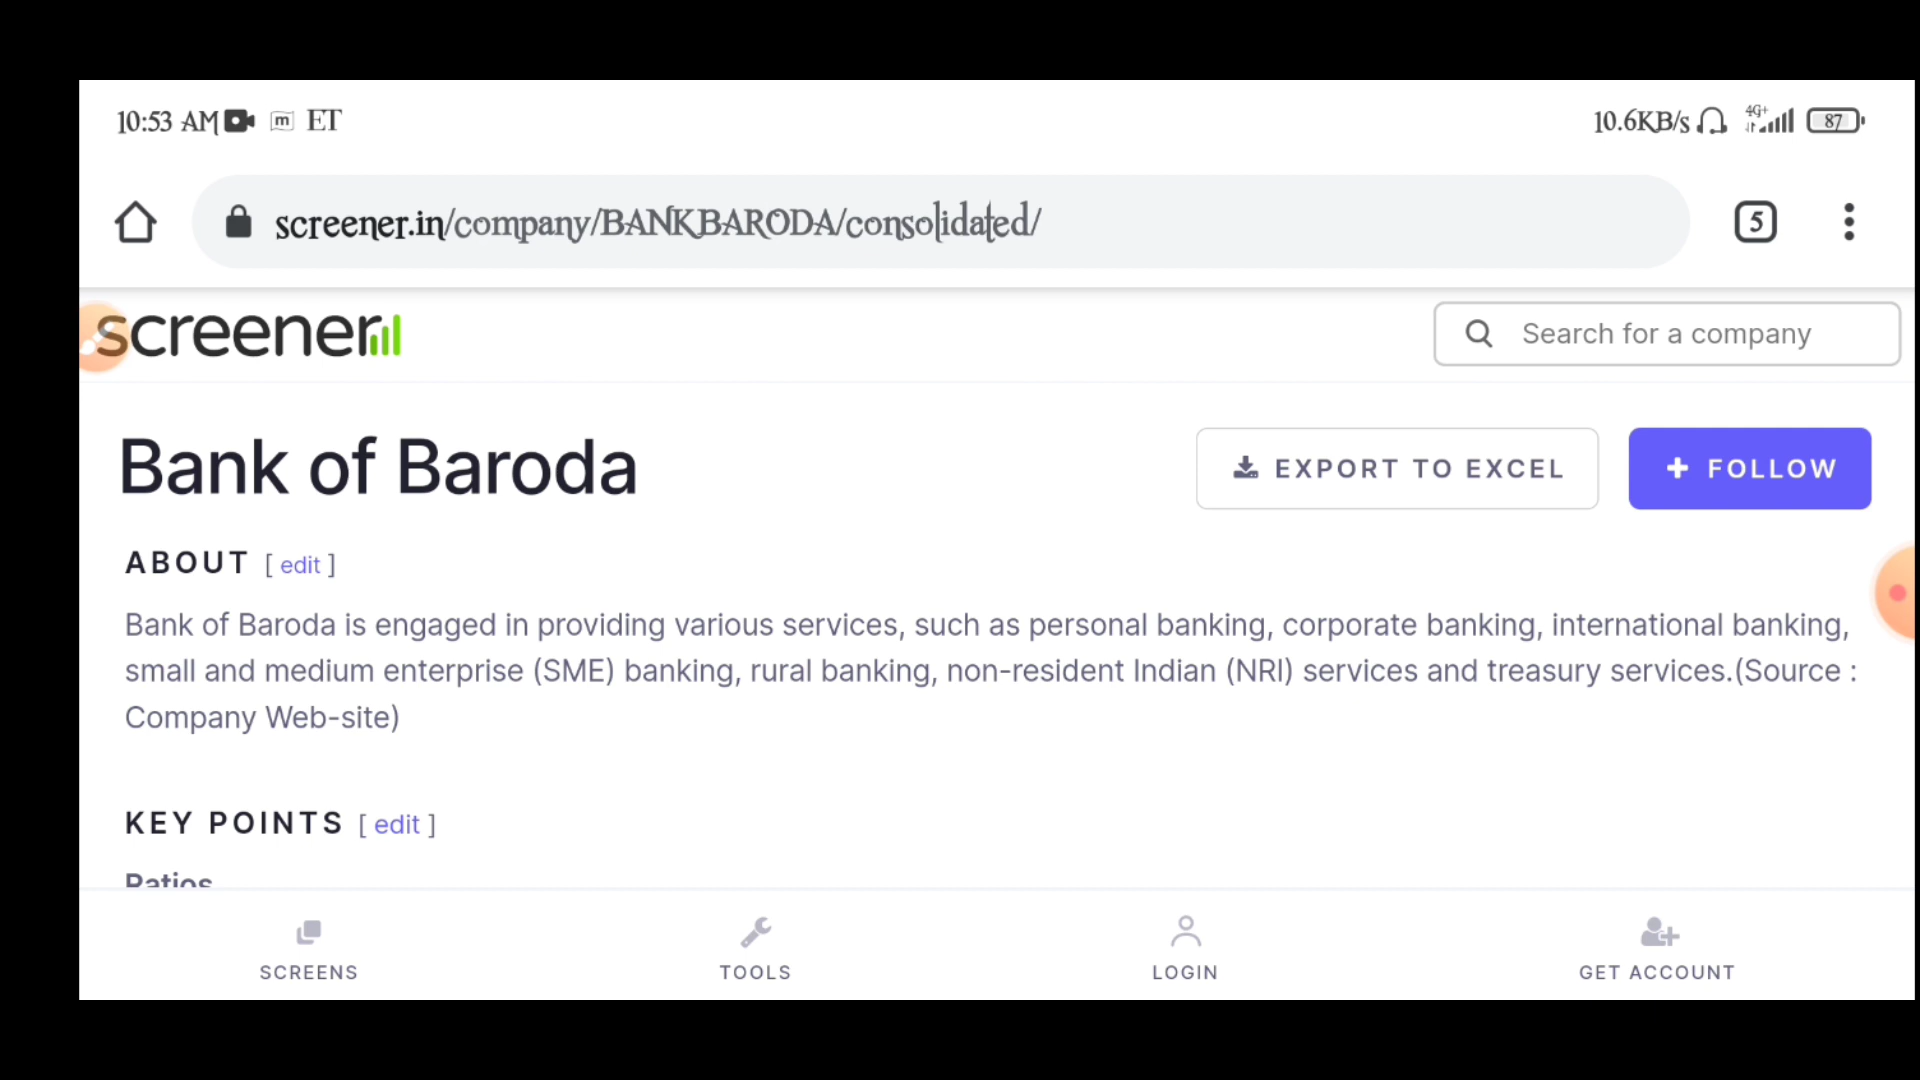 10:53 AM m ET 10.6KB/s 4G+ 87
screener.in/company/BANKBARODA/consolidated/ 5
screener Search for a company
Bank of Baroda EXPORT TO EXCEL + FOLLOW
ABOUT [ edit ]
Bank of Baroda is engaged in providing various services, such as personal banking, corporate banking, international banking,
small and medium enterprise (SME) banking, rural banking, non-resident Indian (NRI) services and treasury services.(Source :
Company Web-site)
KEY POINTS [ edit ]
Ratios
SCREENS TOOLS LOGIN GET ACCOUNT